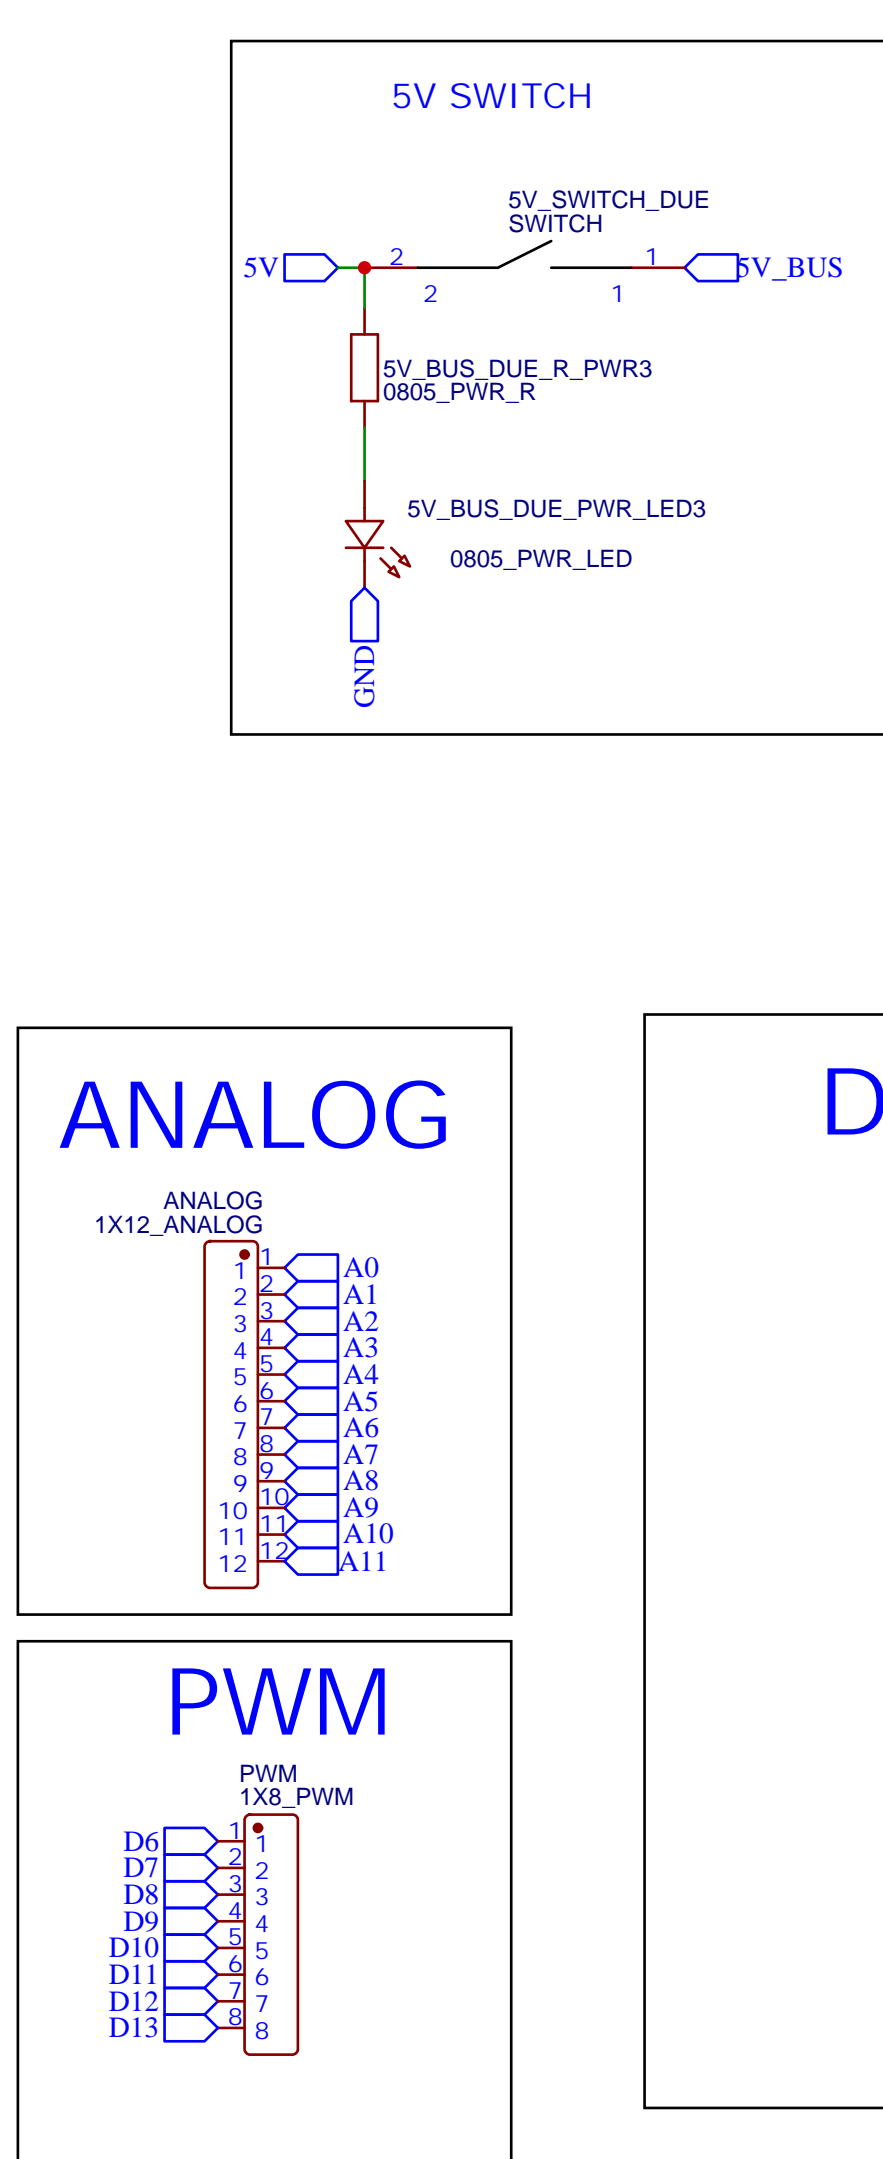 5V SWITCH
5V_SWITCH_DUE
SWITCH
5V 2 1 5V_BUS
2 1
5V_BUS_DUE_R_PWR3
0805_PWR_R
5V_BUS_DUE_PWR_LED3
0805_PWR_LED
GND
ANALOG
ANALOG
1X12_ANALOG
1 1 A0
2 2 A1
3 3 A2
4 4 A3
5 5 A4
6 6 A5
7 7 A6
8 8 A7
9 9 A8
10 10 A9
11 11 A10
12 12 A11
D
PWM
PWM
1X8_PWM
D6 1 1
D7 2 2
D8 3 3
D9 4 4
D10 5 5
D11 6 6
D12 7 7
D13 8 8